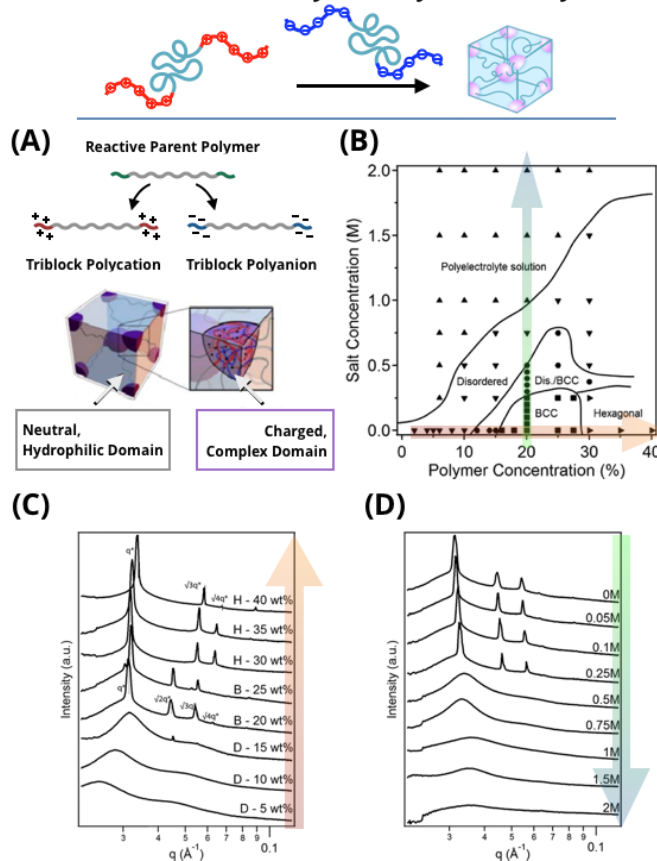 (A)
Reactive Parent Polymer
Triblock Polycation
Triblock Polyanion
Neutral,
Hydrophilic Domain
Charged,
Complex Domain
(B)
Salt Concentration (M)
2.0
1.5
1.0
0.5
0.0
Polyelectrolyte solution
Disordered
Dis./BCC
BCC
Hexagonal
0
10
20
30
40
Polymer Concentration (%)
(C)
Intensity (a.u.)
q*
√3q*
√4q*
H - 40 wt%
H - 35 wt%
H - 30 wt%
B - 25 wt%
q*
√2q*
√3q*
√4q*
B - 20 wt%
D - 15 wt%
D - 10 wt%
D - 5 wt%
3
4
5
6
7
8
9
0.1
q (Å⁻¹)
(D)
Intensity (a.u.)
0M
0.05M
0.1M
0.25M
0.5M
0.75M
1M
1.5M
2M
3
4
5
6
7
8
9
0.1
q (Å⁻¹)